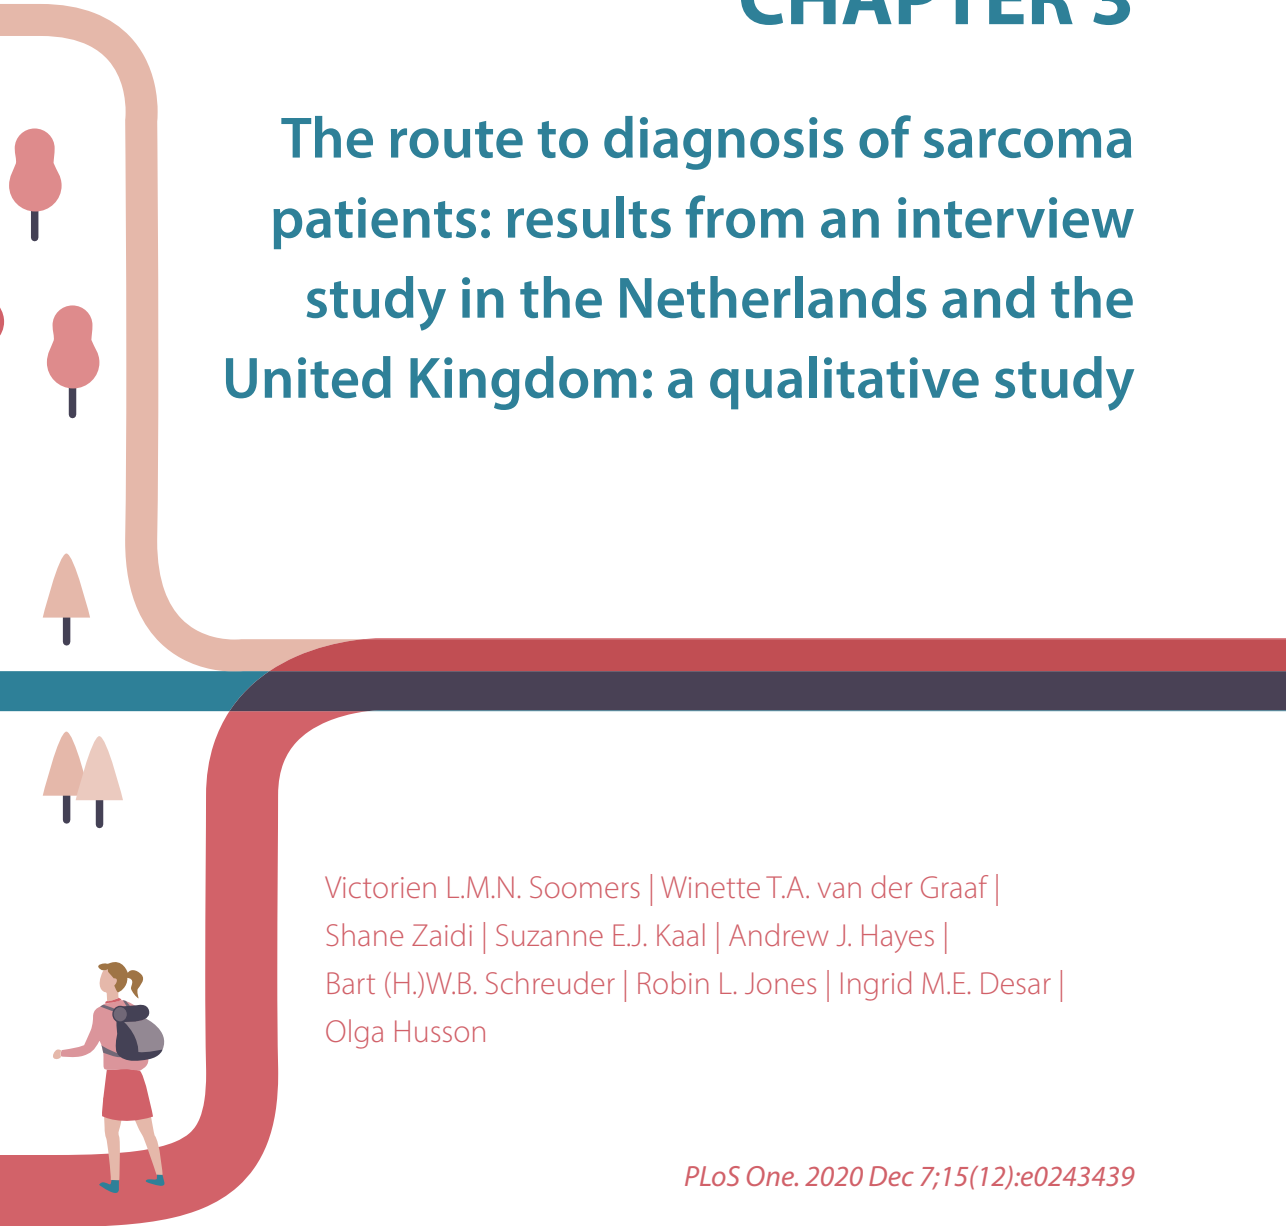 CHAPTER 3
The route to diagnosis of sarcoma
patients: results from an interview
study in the Netherlands and the
United Kingdom: a qualitative study
Victorien L.M.N. Soomers | Winette T.A. van der Graaf |
Shane Zaidi | Suzanne E.J. Kaal | Andrew J. Hayes |
Bart (H.)W.B. Schreuder | Robin L. Jones | Ingrid M.E. Desar |
Olga Husson
PLoS One. 2020 Dec 7;15(12):e0243439